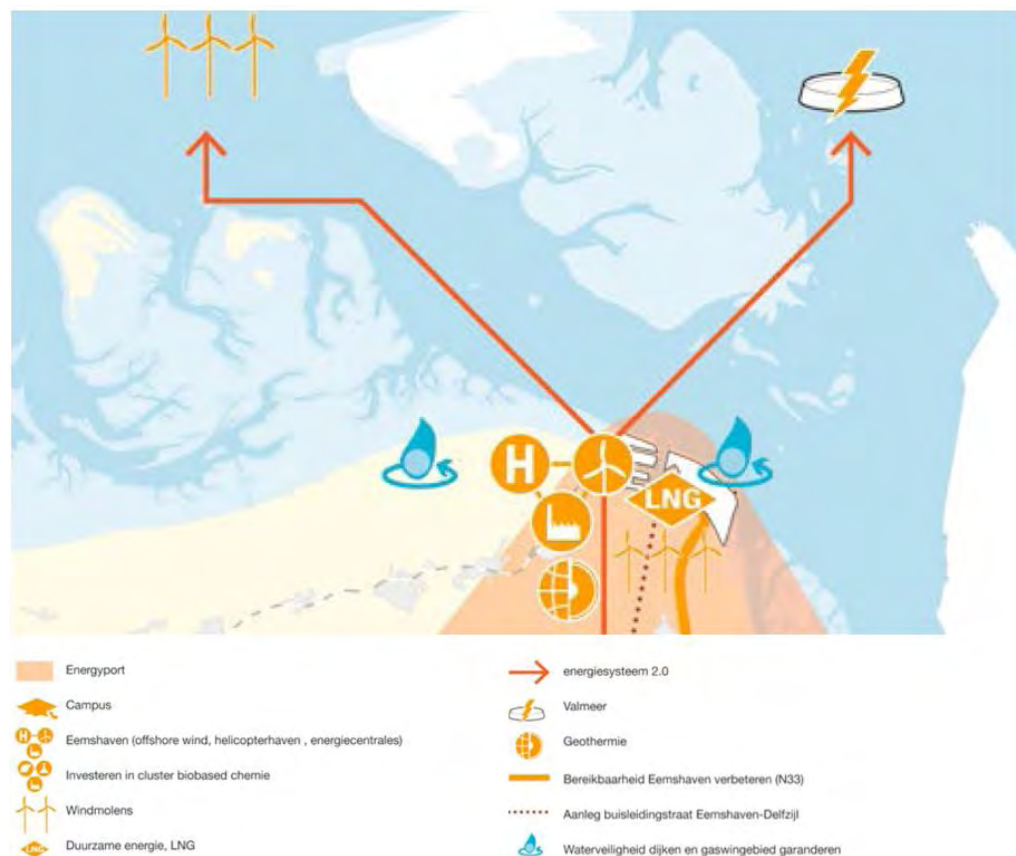 H
LNG
Energyport
Campus
H
Eemshaven (offshore wind, helicopterhaven , energiecentrales)
Investeren in cluster biobased chemie
Windmolens
LNG
Duurzame energie, LNG
energiesysteem 2.0
Valmeer
Geothermie
Bereikbaarheid Eemshaven verbeteren (N33)
Aanleg buisleidingstraat Eemshaven-Delfzijl
Waterveiligheid dijken en gaswingebied garanderen